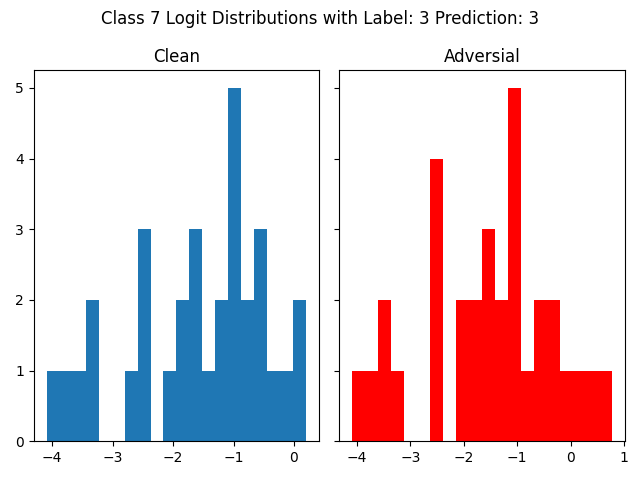 Class 7 Logit Distributions with Label: 3 Prediction: 3
Clean
Adversial
5
4
3
2
1
0
−4 −3 −2 −1 0
−4 −3 −2 −1 0 1